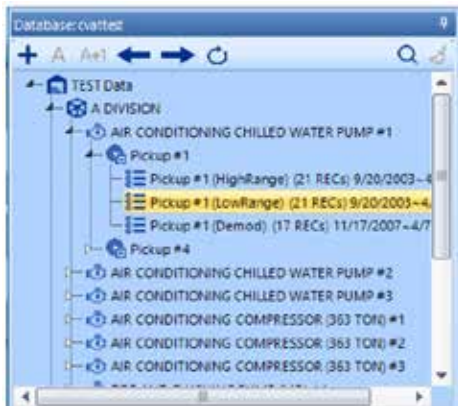 Database: cvattest
A A+1
TEST Data
A DIVISION
AIR CONDITIONING CHILLED WATER PUMP #1
Pickup #1
Pickup #1 (HighRange) (21 RECs) 9/20/2003~4
Pickup #1 (LowRange) (21 RECs) 9/20/2003~4/
Pickup #1 (Demod) (17 RECs) 11/17/2007~4/7
Pickup #4
AIR CONDITIONING CHILLED WATER PUMP #2
AIR CONDITIONING CHILLED WATER PUMP #3
AIR CONDITIONING COMPRESSOR (363 TON) #1
AIR CONDITIONING COMPRESSOR (363 TON) #2
AIR CONDITIONING COMPRESSOR (363 TON) #3